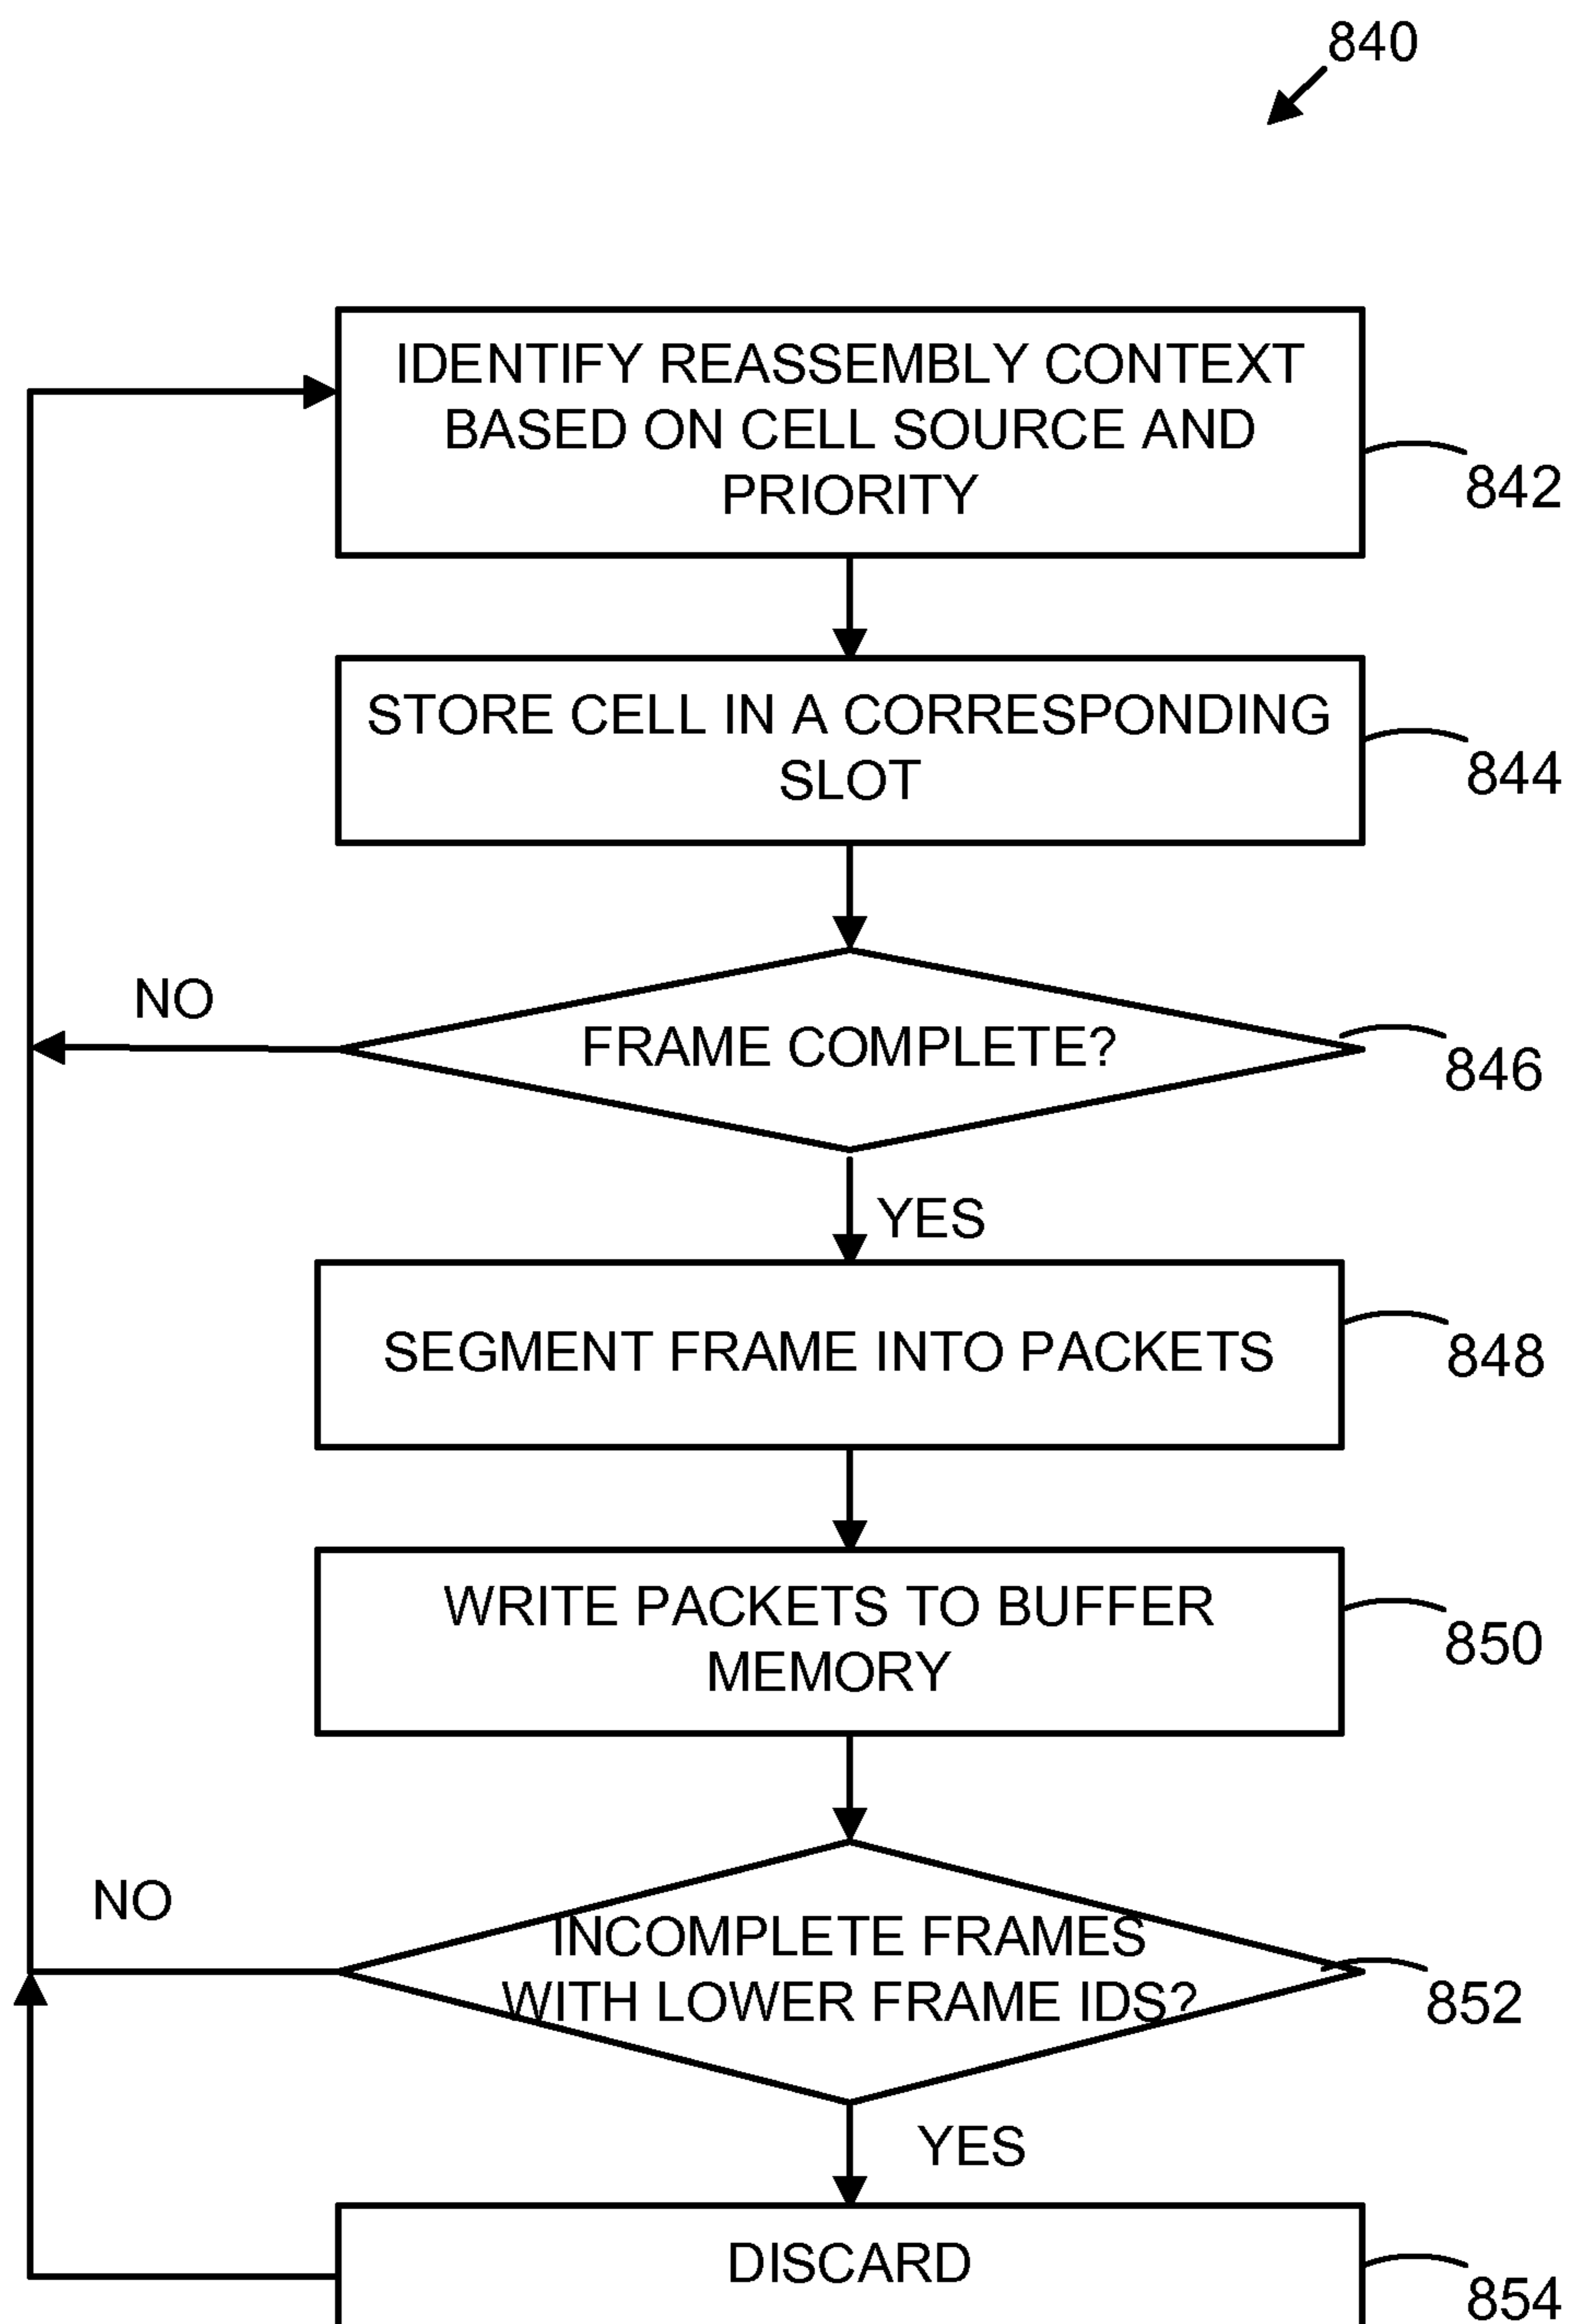 840
IDENTIFY REASSEMBLY CONTEXT
BASED ON CELL SOURCE AND
PRIORITY
842
STORE CELL IN A CORRESPONDING
SLOT
844
NO
FRAME COMPLETE?
846
YES
SEGMENT FRAME INTO PACKETS
848
WRITE PACKETS TO BUFFER
MEMORY
850
NO
INCOMPLETE FRAMES
WITH LOWER FRAME IDS?
852
YES
DISCARD
854